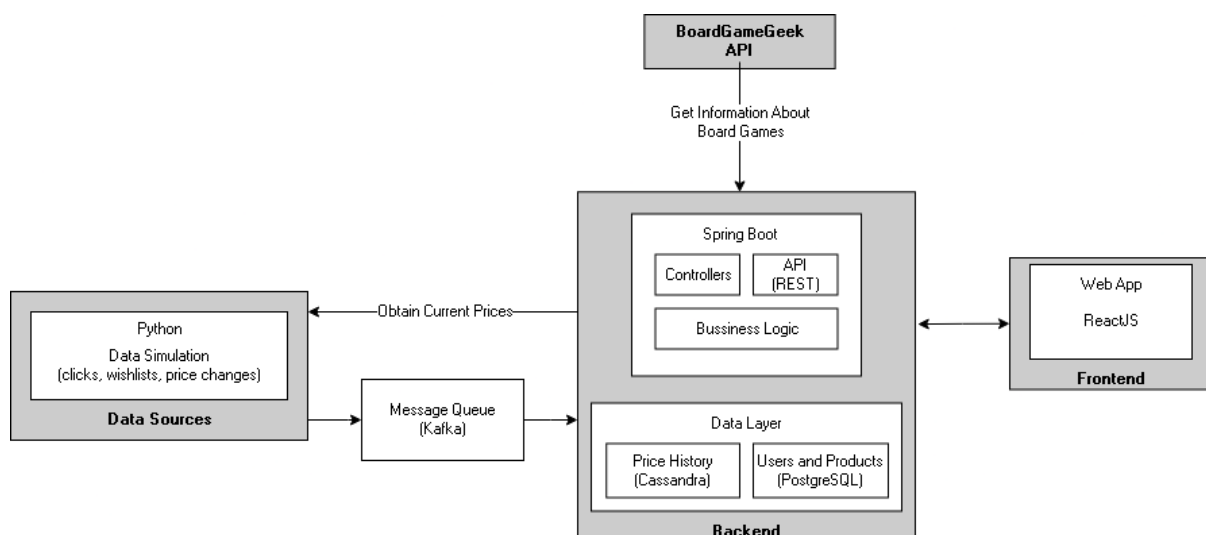 BoardGameGeek
API
Get Information About
Board Games
Spring Boot
Controllers
API
(REST)
Bussiness Logic
Web App
ReactJS
Frontend
Obtain Current Prices
Python
Data Simulation
(clicks, wishlists, price changes)
Data Sources
Message Queue
(Kafka)
Data Layer
Price History
(Cassandra)
Users and Products
(PostgreSQL)
Backend